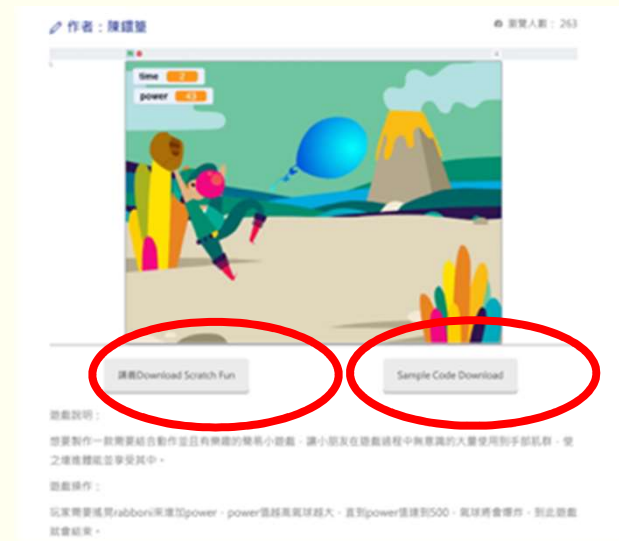 作者：陳鐳
瀏覽人數： 263
time 2
power 43
講義Download Scratch Fun
Sample Code Download
遊戲說明：
想要製作一款需要結合動作並且有樂趣的簡易小遊戲，讓小朋友在遊戲過程中無意識的大量使用到手部肌群，使
之增進體能並享受其中。
遊戲操作：
玩家需要搖晃rabboni來增加power，power值越高氣球越大，直到power值達到500，氣球將會爆炸，到此遊戲
就會結束。